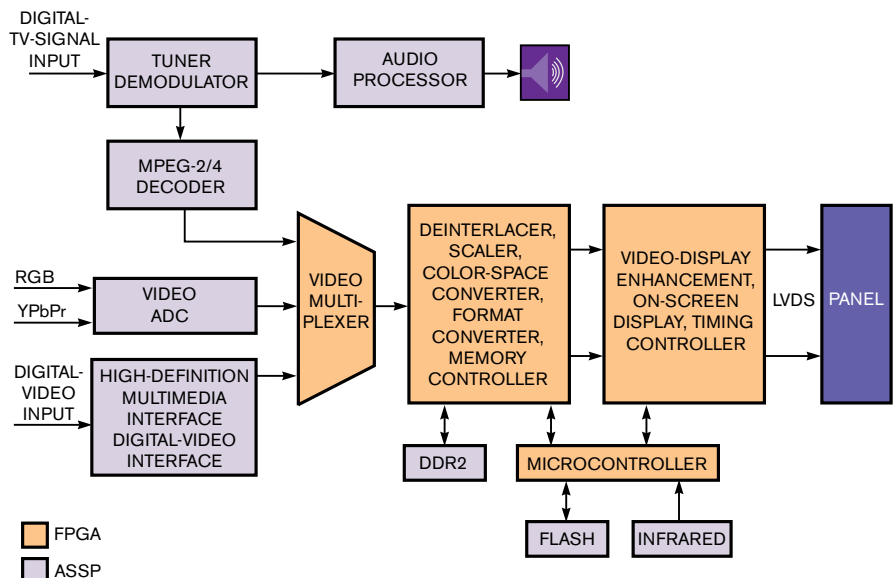 DIGITAL-
TV-SIGNAL
INPUT
TUNER
DEMODULATOR
AUDIO
PROCESSOR
MPEG-2/4
DECODER
RGB
YPbPr
VIDEO
ADC
DIGITAL-
VIDEO
INPUT
HIGH-DEFINITION
MULTIMEDIA
INTERFACE
DIGITAL-VIDEO
INTERFACE
VIDEO
MULTI-
PLEXER
DEINTERLACER,
SCALER,
COLOR-SPACE
CONVERTER,
FORMAT
CONVERTER,
MEMORY
CONTROLLER
VIDEO-DISPLAY
ENHANCEMENT,
ON-SCREEN
DISPLAY, TIMING
CONTROLLER
LVDS
PANEL
DDR2
MICROCONTROLLER
FLASH
INFRARED
FPGA
ASSP